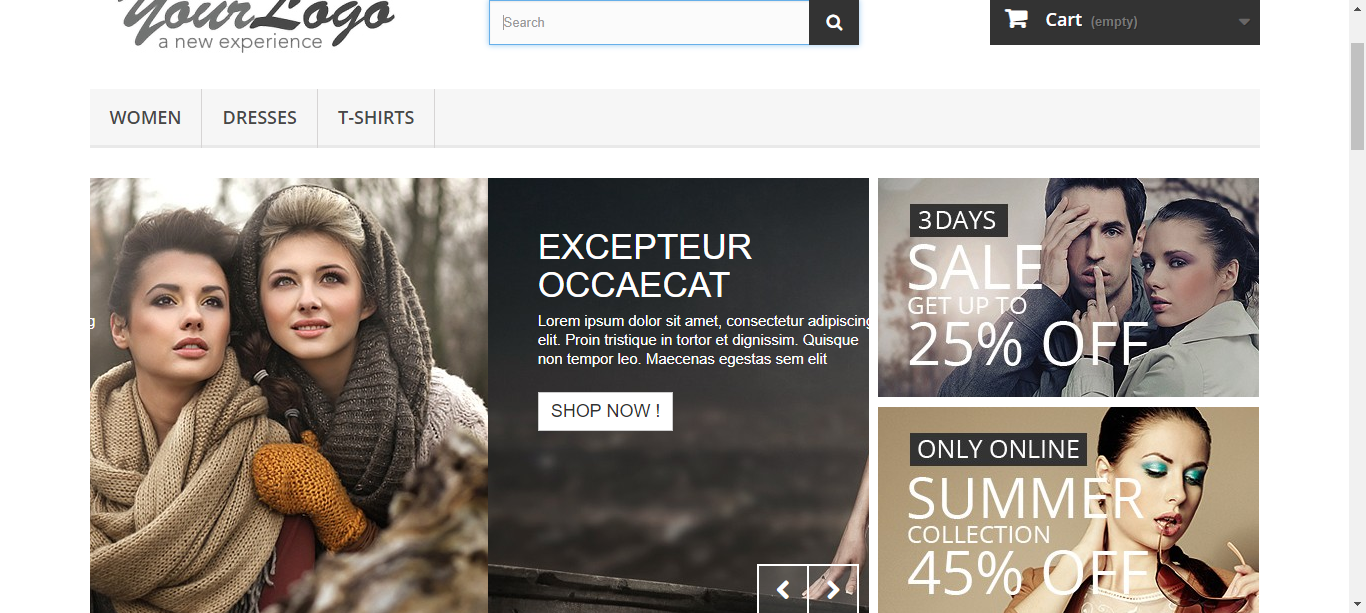 YourLogo
a new experience
Search
Cart (empty)
WOMEN
DRESSES
T-SHIRTS
g
EXCEPTEUR
OCCAECAT
Lorem ipsum dolor sit amet, consectetur adipiscing
elit. Proin tristique in tortor et dignissim. Quisque
non tempor leo. Maecenas egestas sem elit
SHOP NOW !
3 DAYS
SALE
GET UP TO
25% OFF
ONLY ONLINE
SUMMER
COLLECTION
45% OFF